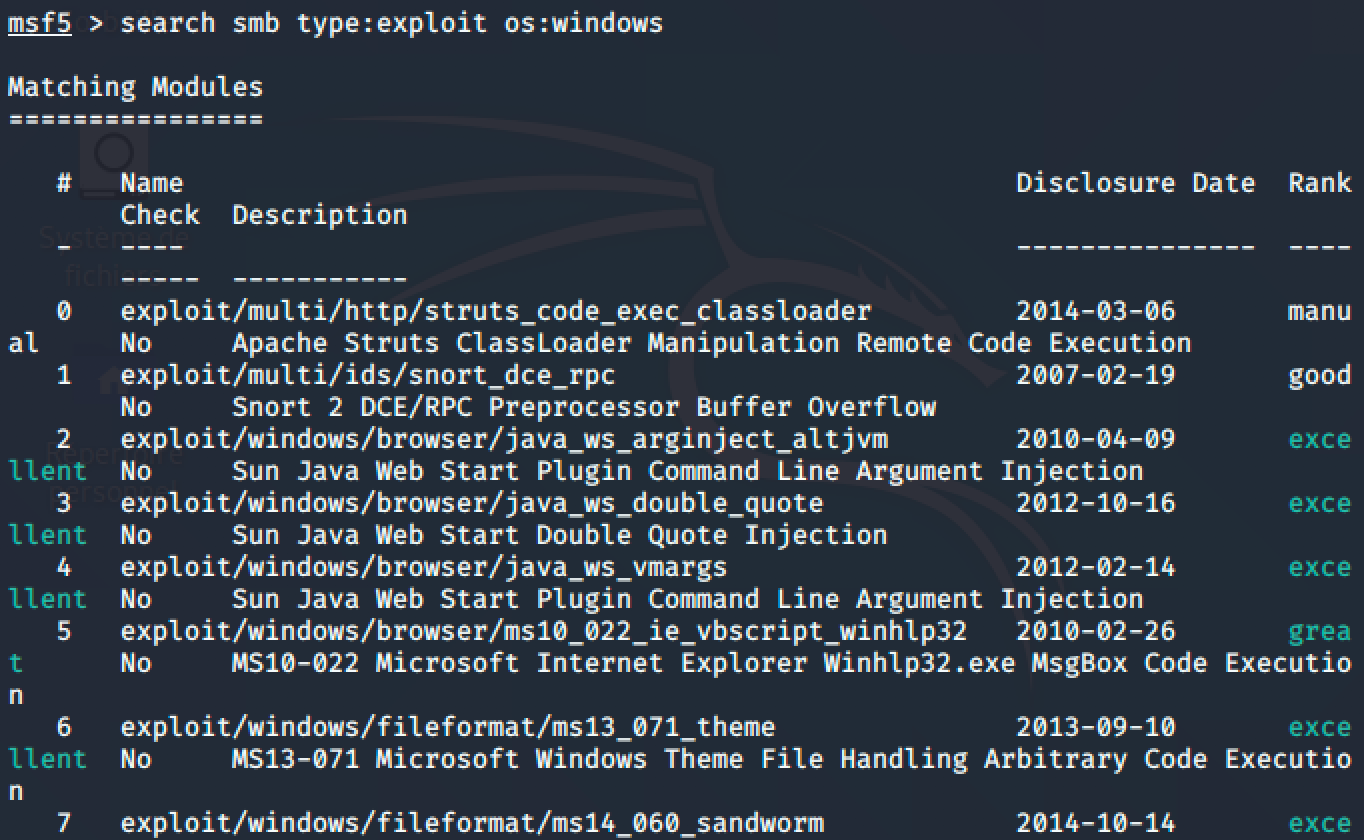 msf5 > search smb type:exploit os:windows
Matching Modules
================
# Name Disclosure Date Rank
Check Description
- ---- --------------- ----
----- -----------
0 exploit/multi/http/struts_code_exec_classloader 2014-03-06 manu
al No Apache Struts ClassLoader Manipulation Remote Code Execution
1 exploit/multi/ids/snort_dce_rpc 2007-02-19 good
No Snort 2 DCE/RPC Preprocessor Buffer Overflow
2 exploit/windows/browser/java_ws_arginject_altjvm 2010-04-09 exce
llent No Sun Java Web Start Plugin Command Line Argument Injection
3 exploit/windows/browser/java_ws_double_quote 2012-10-16 exce
llent No Sun Java Web Start Double Quote Injection
4 exploit/windows/browser/java_ws_vmargs 2012-02-14 exce
llent No Sun Java Web Start Plugin Command Line Argument Injection
5 exploit/windows/browser/ms10_022_ie_vbscript_winhlp32 2010-02-26 grea
t No MS10-022 Microsoft Internet Explorer Winhlp32.exe MsgBox Code Executio
n
6 exploit/windows/fileformat/ms13_071_theme 2013-09-10 exce
llent No MS13-071 Microsoft Windows Theme File Handling Arbitrary Code Executio
n
7 exploit/windows/fileformat/ms14_060_sandworm 2014-10-14 exce
Système de
fichiers
Répertoire
personnel